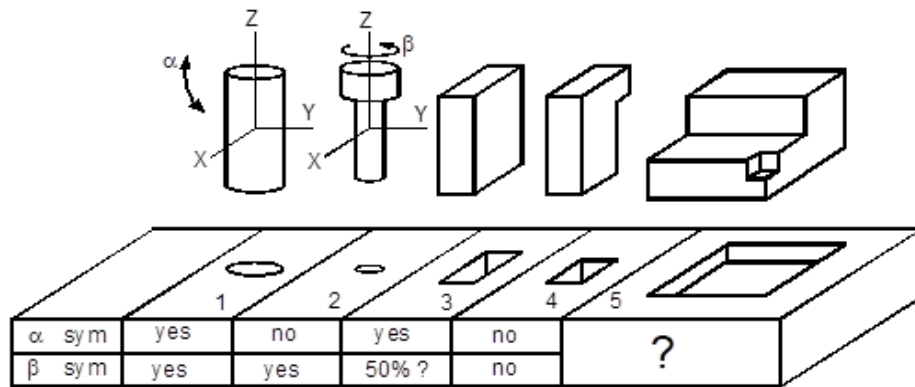 Z Z
α β
Y Y
X X
1 2 3 4 5
α sym yes no yes no
β sym yes yes 50% ? no
?